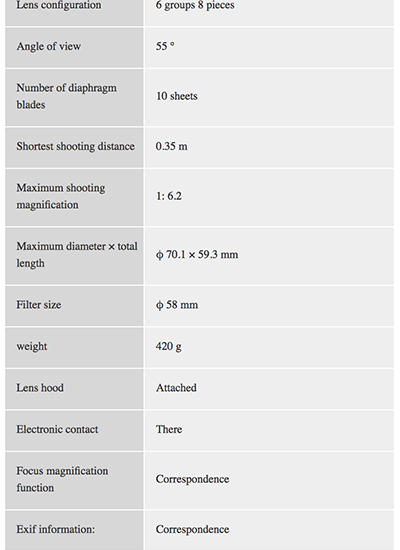 Lens configuration 6 groups 8 pieces
Angle of view 55 °
Number of diaphragm
blades 10 sheets
Shortest shooting distance 0.35 m
Maximum shooting
magnification 1: 6.2
Maximum diameter × total
length φ 70.1 × 59.3 mm
Filter size φ 58 mm
weight 420 g
Lens hood Attached
Electronic contact There
Focus magnification
function Correspondence
Exif information: Correspondence